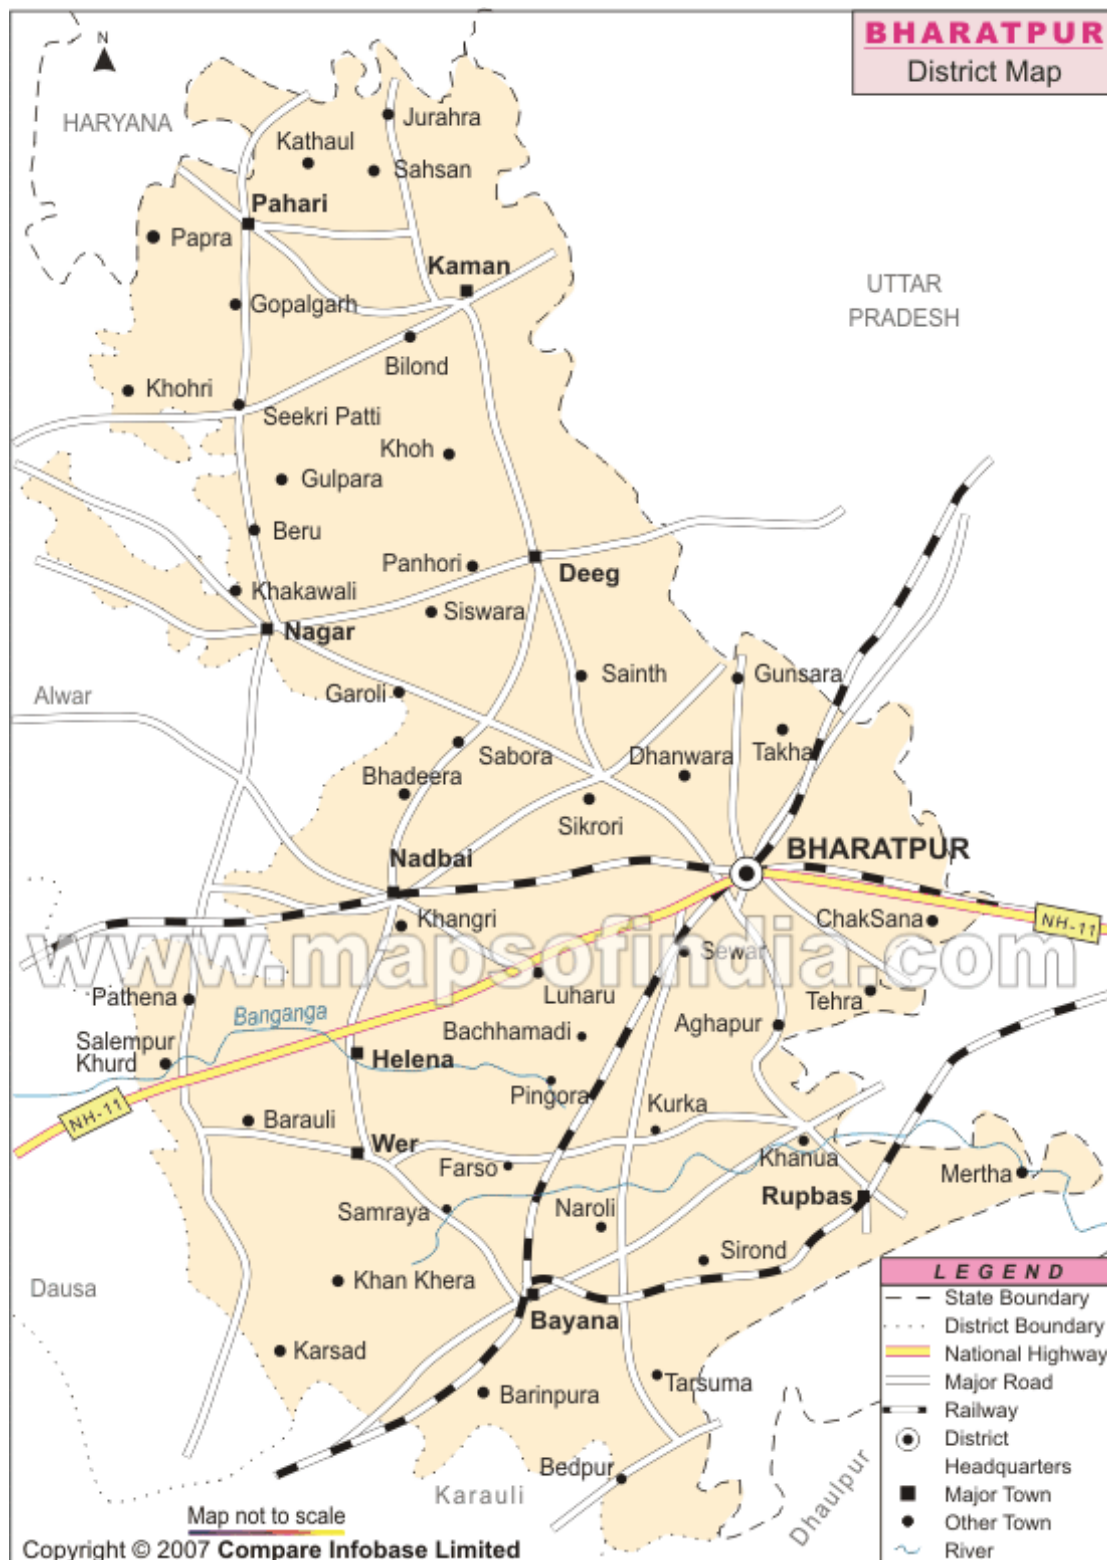 BHARATPUR
District Map
N
HARYANA
Jurahra
Kathaul
Sahsan
Pahari
Papra
Kaman
UTTAR
PRADESH
Gopalgarh
Bilond
Khohri
Seekri Patti
Khoh
Gulpara
Beru
Panhori
Deeg
Khakawali
Siswara
Nagar
Sainth
Gunsara
Alwar
Garoli
Sabora
Dhanwara
Takha
Bhadeera
Sikrori
Nadbai
BHARATPUR
Khangri
ChakSana
NH-11
www.mapsofindia.com
Sewar
Pathena
Luharu
Tehra
Banganga
Bachhamadi
Aghapur
Salempur
Khurd
Helena
Pingora
NH-11
Barauli
Kurka
Wer
Khanua
Farso
Mertha
Rupbas
Samraya
Naroli
Sirond
Dausa
Khan Khera
Bayana
Karsad
Barinpura
Tarsuma
Bedpur
Karauli
Dhaulpur
LEGEND
State Boundary
District Boundary
National Highway
Major Road
Railway
District
Headquarters
Major Town
Other Town
River
Map not to scale
Copyright © 2007 Compare Infobase Limited